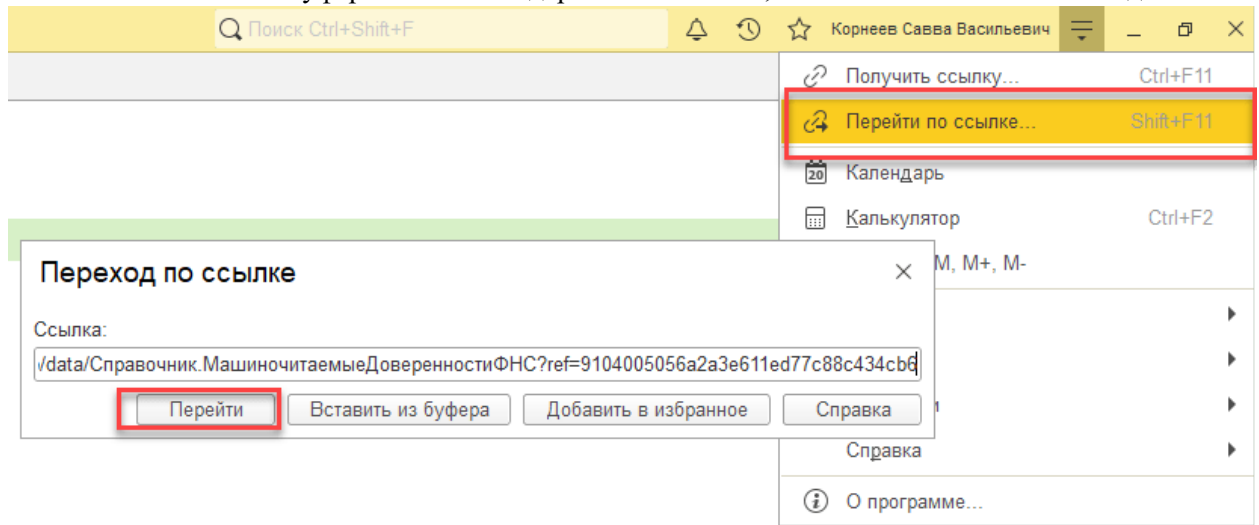 Поиск Ctrl+Shift+F
Корнеев Савва Васильевич
Получить ссылку... Ctrl+F11
Перейти по ссылке... Shift+F11
20 Календарь
Калькулятор Ctrl+F2
M, M+, M-
Переход по ссылке
Ссылка:
/data/Справочник.МашиночитаемыеДоверенностиФНС?ref=9104005056a2a3e611ed77c88c434cb6
Перейти Вставить из буфера Добавить в избранное Справка
Справка
О программе...